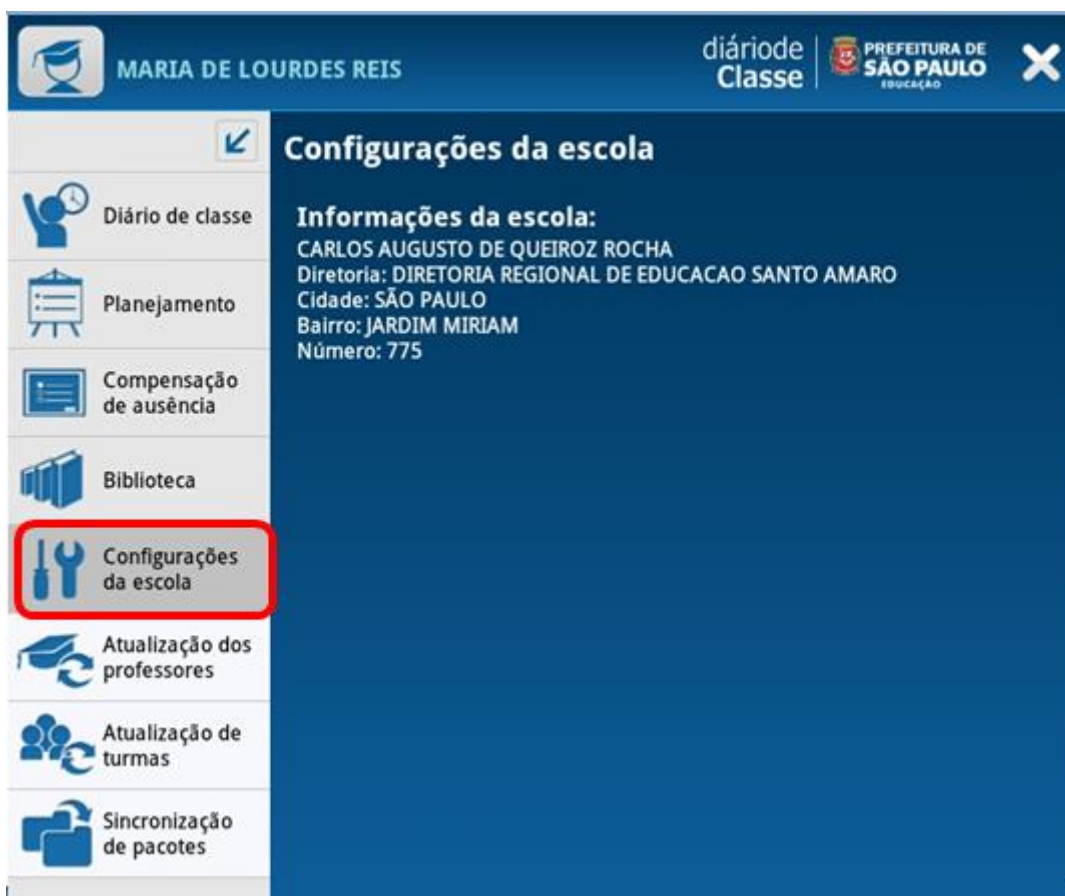 MARIA DE LOURDES REIS
diáriode
Classe
PREFEITURA DE
SÃO PAULO
EDUCAÇÃO
Configurações da escola
Informações da escola:
CARLOS AUGUSTO DE QUEIROZ ROCHA
Diretoria: DIRETORIA REGIONAL DE EDUCACAO SANTO AMARO
Cidade: SÃO PAULO
Bairro: JARDIM MIRIAM
Número: 775
Diário de classe
Planejamento
Compensação
de ausência
Biblioteca
Configurações
da escola
Atualização dos
professores
Atualização de
turmas
Sincronização
de pacotes